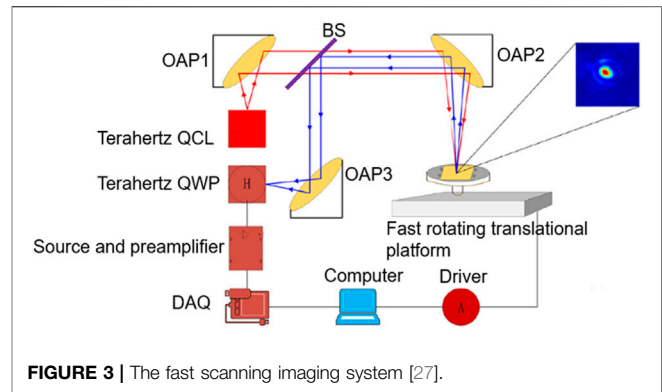 BS
OAP1
OAP2
Terahertz QCL
Terahertz QWP
H
OAP3
Fast rotating translational
platform
Source and preamplifier
Computer
Driver
DAQ
Λ
FIGURE 3 | The fast scanning imaging system [27].